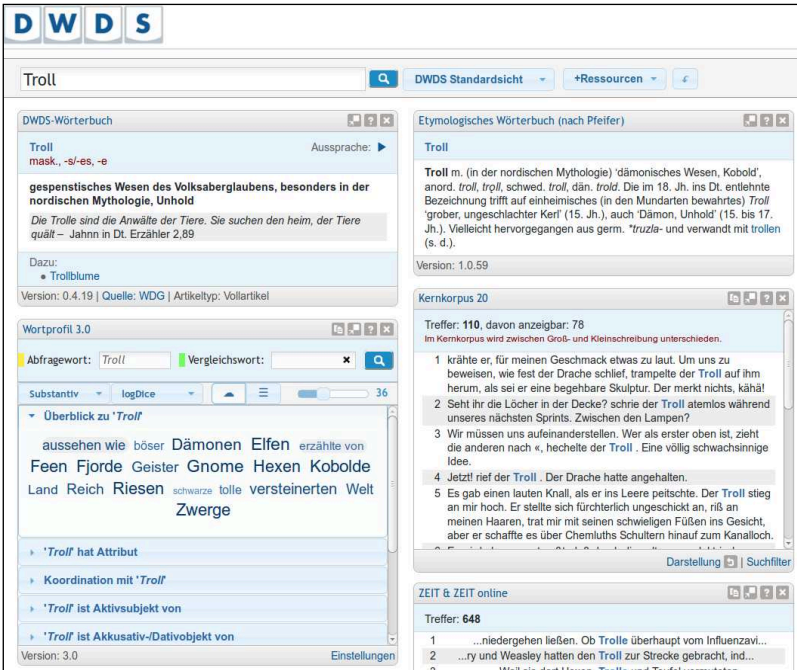 DWDS
Troll
DWDS Standardsicht
+Ressourcen
DWDS-Wörterbuch
Troll
Aussprache:
mask., -s/-es, -e
gespenstisches Wesen des Volksaberglaubens, besonders in der
nordischen Mythologie, Unhold
Die Trolle sind die Anwälte der Tiere. Sie suchen den heim, der Tiere
quält – Jahnn in Dt. Erzähler 2,89
Dazu:
Trollblume
Version: 0.4.19 | Quelle: WDG | Artikeltyp: Vollartikel
Wortprofil 3.0
Abfragewort: Troll Vergleichswort:
Substantiv logDice 36
Überblick zu 'Troll'
aussehen wie böser Dämonen Elfen erzählte von
Feen Fjorde Geister Gnome Hexen Kobolde
Land Reich Riesen schwarze tolle versteinerten Welt
Zwerge
'Troll' hat Attribut
Koordination mit 'Troll'
'Troll' ist Aktivsubjekt von
'Troll' ist Akkusativ-/Dativobjekt von
Version: 3.0 Einstellungen
Etymologisches Wörterbuch (nach Pfeifer)
Troll
Troll m. (in der nordischen Mythologie) 'dämonisches Wesen, Kobold',
anord. troll, trǫll, schwed. troll, dän. trold. Die im 18. Jh. ins Dt. entlehnte
Bezeichnung trifft auf einheimisches (in den Mundarten bewahrtes) Troll
'grober, ungeschlachter Kerl' (15. Jh.), auch 'Dämon, Unhold' (15. bis 17.
Jh.). Vielleicht hervorgegangen aus germ. *truzla- und verwandt mit trollen
(s. d.).
Version: 1.0.59
Kernkorpus 20
Treffer: 110, davon anzeigbar: 78
Im Kernkorpus wird zwischen Groß- und Kleinschreibung unterschieden.
1 krähte er, für meinen Geschmack etwas zu laut. Um uns zu
beweisen, wie fest der Drache schlief, trampelte der Troll auf ihm
herum, als sei er eine begehbare Skulptur. Der merkt nichts, kähä!
2 Seht ihr die Löcher in der Decke? schrie der Troll atemlos während
unseres nächsten Sprints. Zwischen den Lampen?
3 Wir müssen uns aufeinanderstellen. Wer als erster oben ist, zieht
die anderen nach «, hechelte der Troll . Eine völlig schwachsinnige
Idee.
4 Jetzt! rief der Troll . Der Drache hatte angehalten.
5 Es gab einen lauten Knall, als er ins Leere peitschte. Der Troll stieg
an mir hoch. Er stellte sich fürchterlich ungeschickt an, riß an
meinen Haaren, trat mir mit seinen schwieligen Füßen ins Gesicht,
aber er schaffte es über Chemluths Schultern hinauf zum Kanalloch.
Darstellung | Suchfilter
ZEIT & ZEIT online
Treffer: 648
1 ...niedergehen ließen. Ob Trolle überhaupt vom Influenzavi...
2 ...ry und Weasley hatten den Troll zur Strecke gebracht, ind...